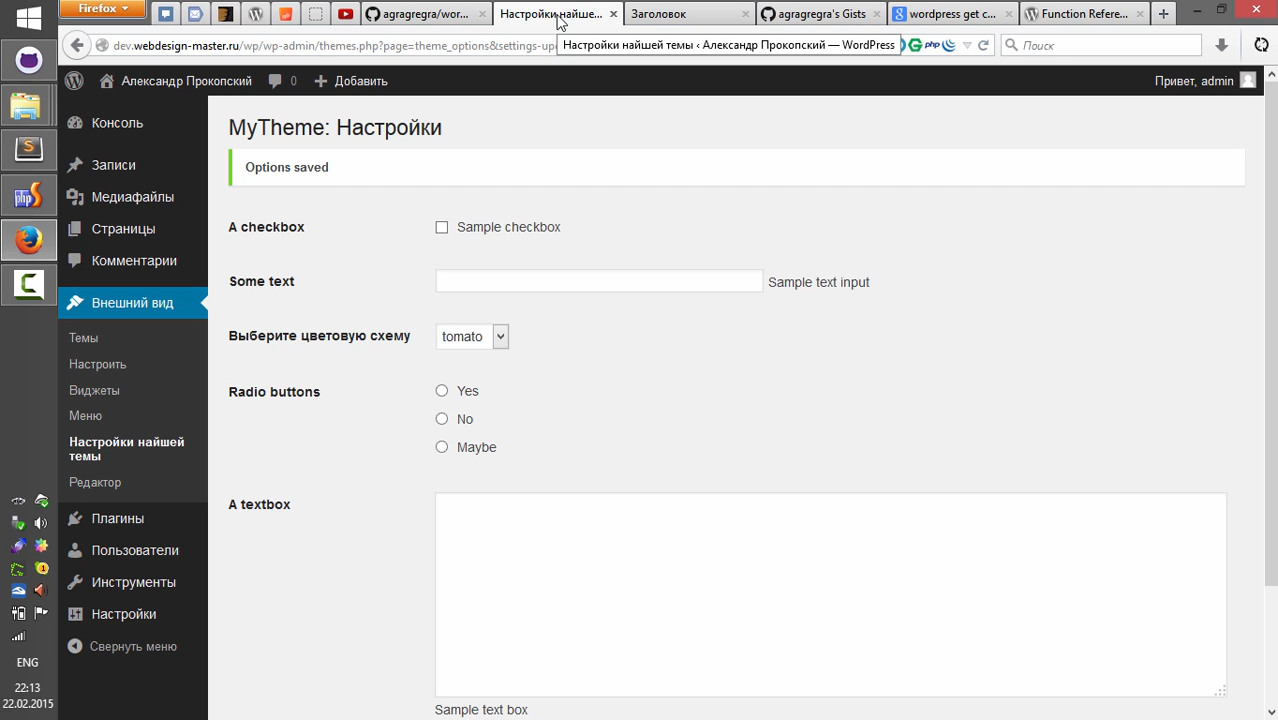 Firefox
agragregra/wor...
Настройки найше...
Заголовок
agragregra's Gists
wordpress get c...
Function Refere...
dev.webdesign-master.ru/wp/wp-admin/themes.php?page=theme_options&settings-up
Настройки найшей темы ‹ Александр Прокопский — WordPress
php
Поиск
Александр Прокопский
0
Добавить
Привет, admin
Консоль
Записи
Медиафайлы
Страницы
Комментарии
Внешний вид
Темы
Настроить
Виджеты
Меню
Настройки найшей
темы
Редактор
Плагины
Пользователи
Инструменты
Настройки
Свернуть меню
MyTheme: Настройки
Options saved
A checkbox
Sample checkbox
Some text
Sample text input
Выберите цветовую схему
tomato
Radio buttons
Yes
No
Maybe
A textbox
Sample text box
ENG
22:13
22.02.2015